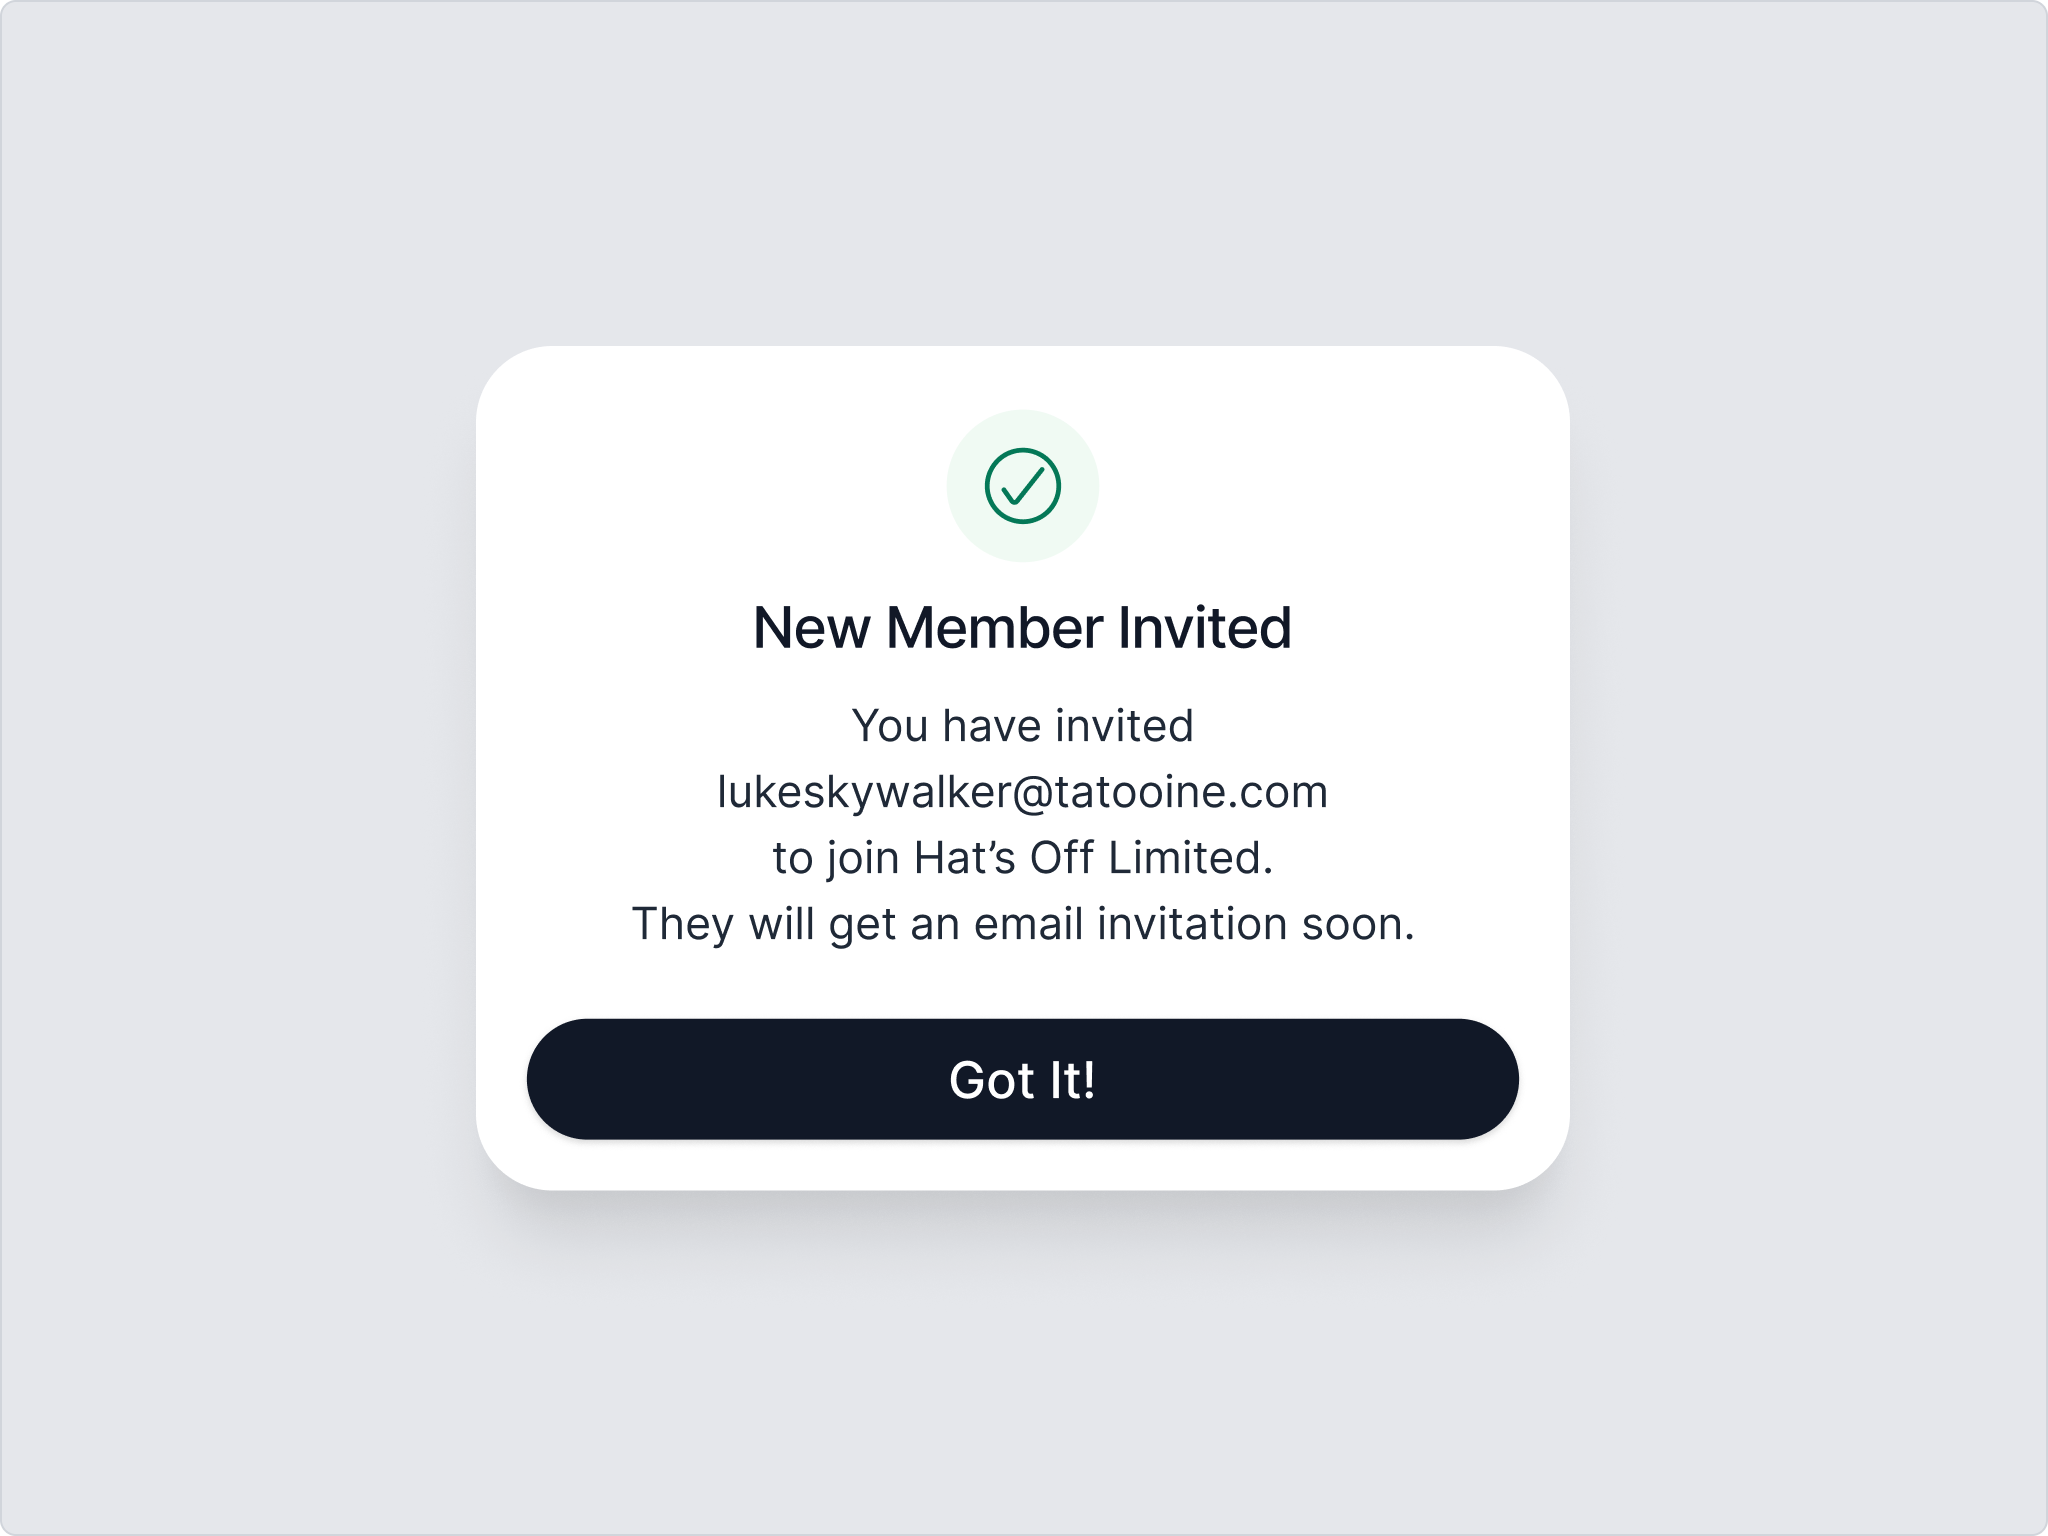 New Member Invited
You have invited
lukeskywalker@tatooine.com
to join Hat’s Off Limited.
They will get an email invitation soon.
Got It!